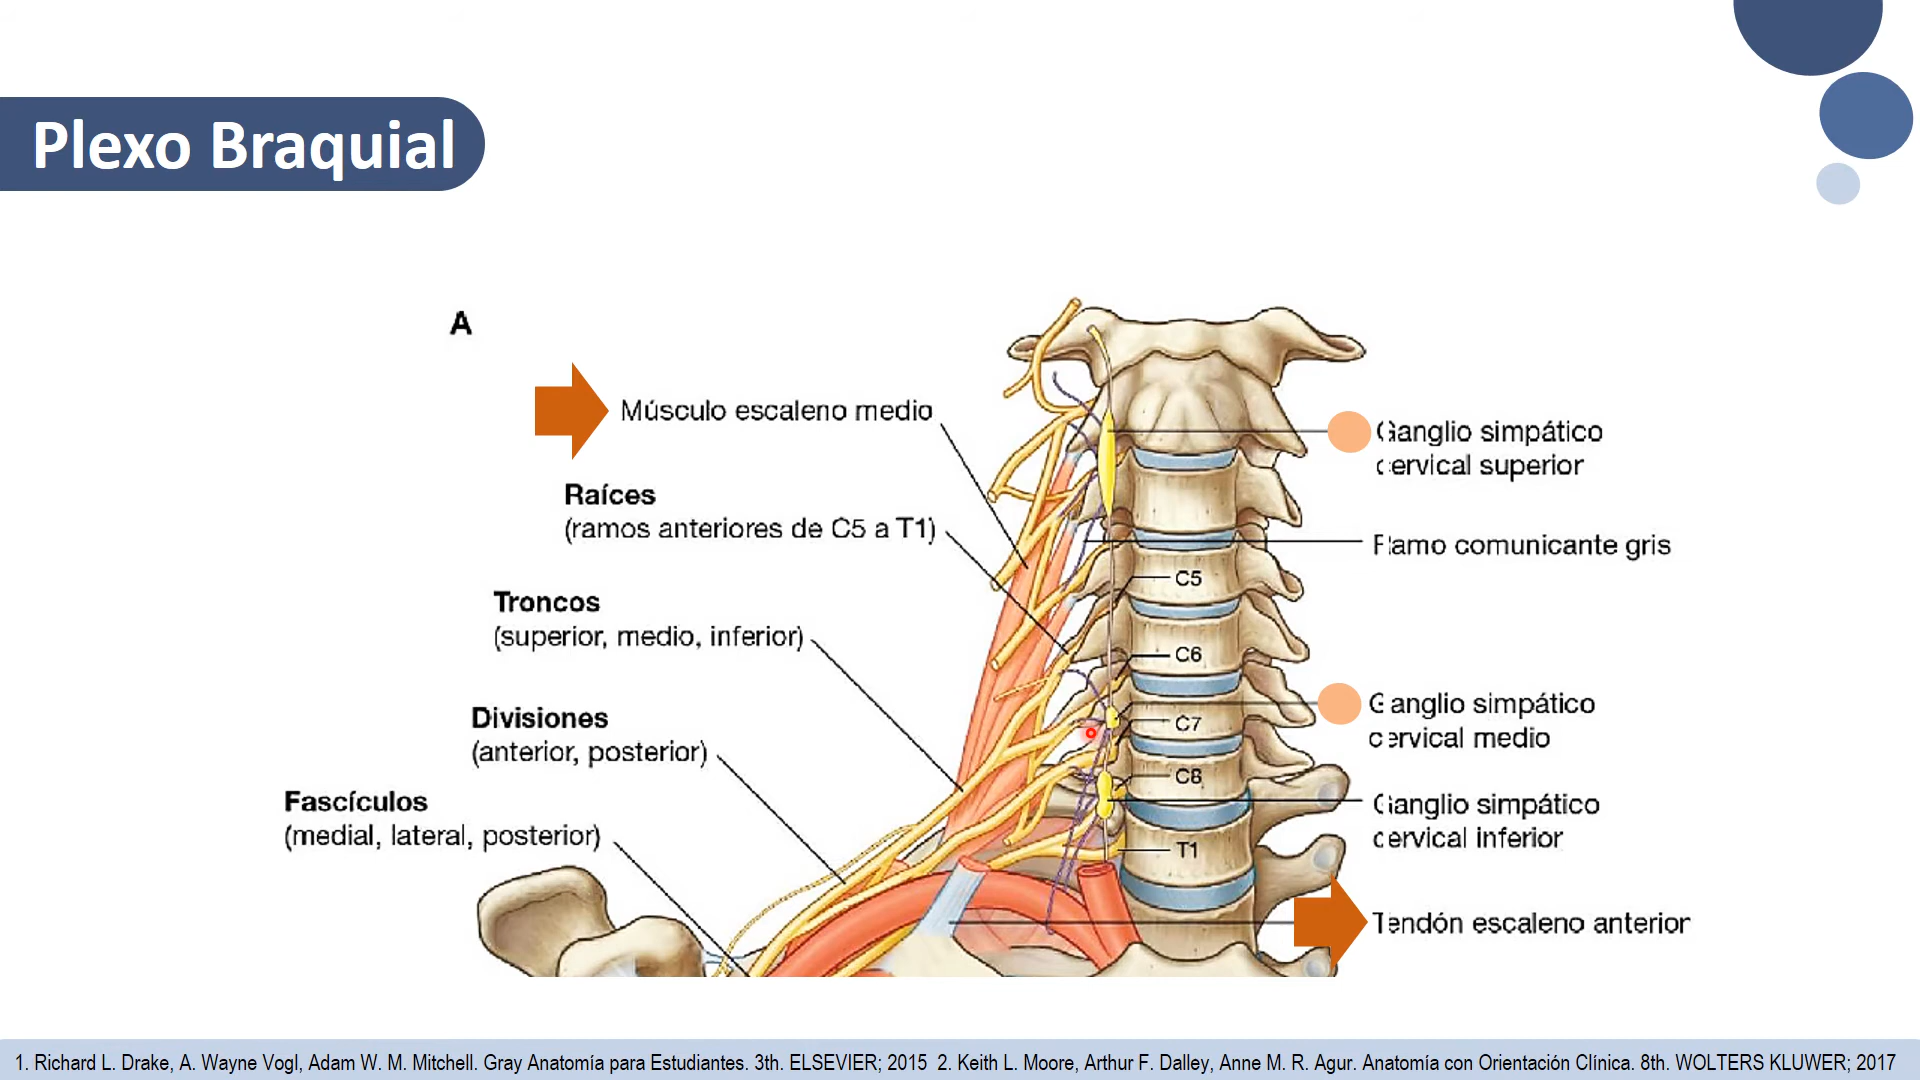 Plexo Braquial
A
Músculo escaleno medio
Raíces
(ramos anteriores de C5 a T1)
Troncos
(superior, medio, inferior)
Divisiones
(anterior, posterior)
Fascículos
(medial, lateral, posterior)
C5
C6
C7
C8
T1
Ganglio simpático
cervical superior
Ramo comunicante gris
Ganglio simpático
cervical medio
Ganglio simpático
cervical inferior
Tendón escaleno anterior
1. Richard L. Drake, A. Wayne Vogl, Adam W. M. Mitchell. Gray Anatomía para Estudiantes. 3th. ELSEVIER; 2015 2. Keith L. Moore, Arthur F. Dalley, Anne M. R. Agur. Anatomía con Orientación Clínica. 8th. WOLTERS KLUWER; 2017